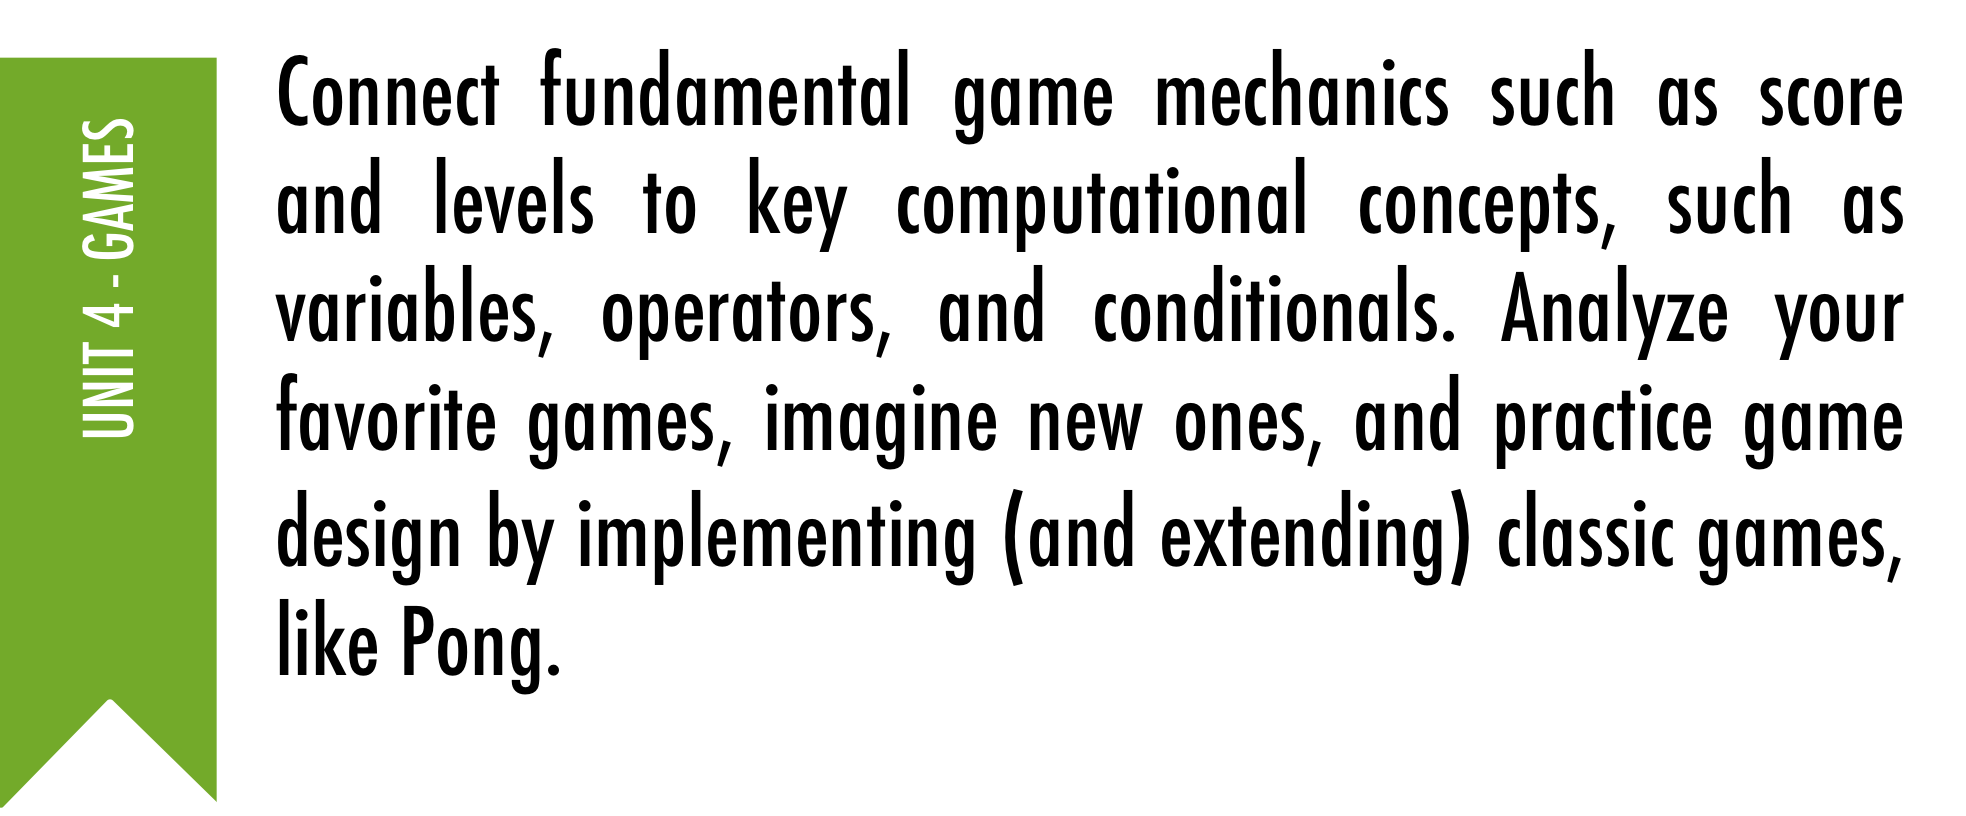 UNIT 4 - GAMES
Connect fundamental game mechanics such as score
and levels to key computational concepts, such as
variables, operators, and conditionals. Analyze your
favorite games, imagine new ones, and practice game
design by implementing (and extending) classic games,
like Pong.